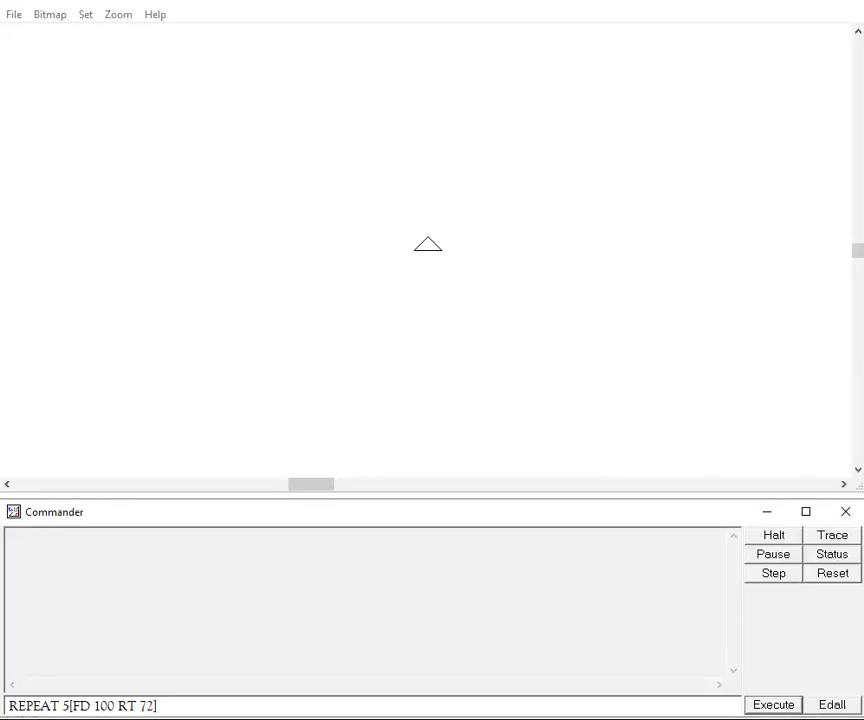 File Bitmap Set Zoom Help
Commander
Halt Trace
Pause Status
Step Reset
REPEAT 5[FD 100 RT 72] Execute Edall